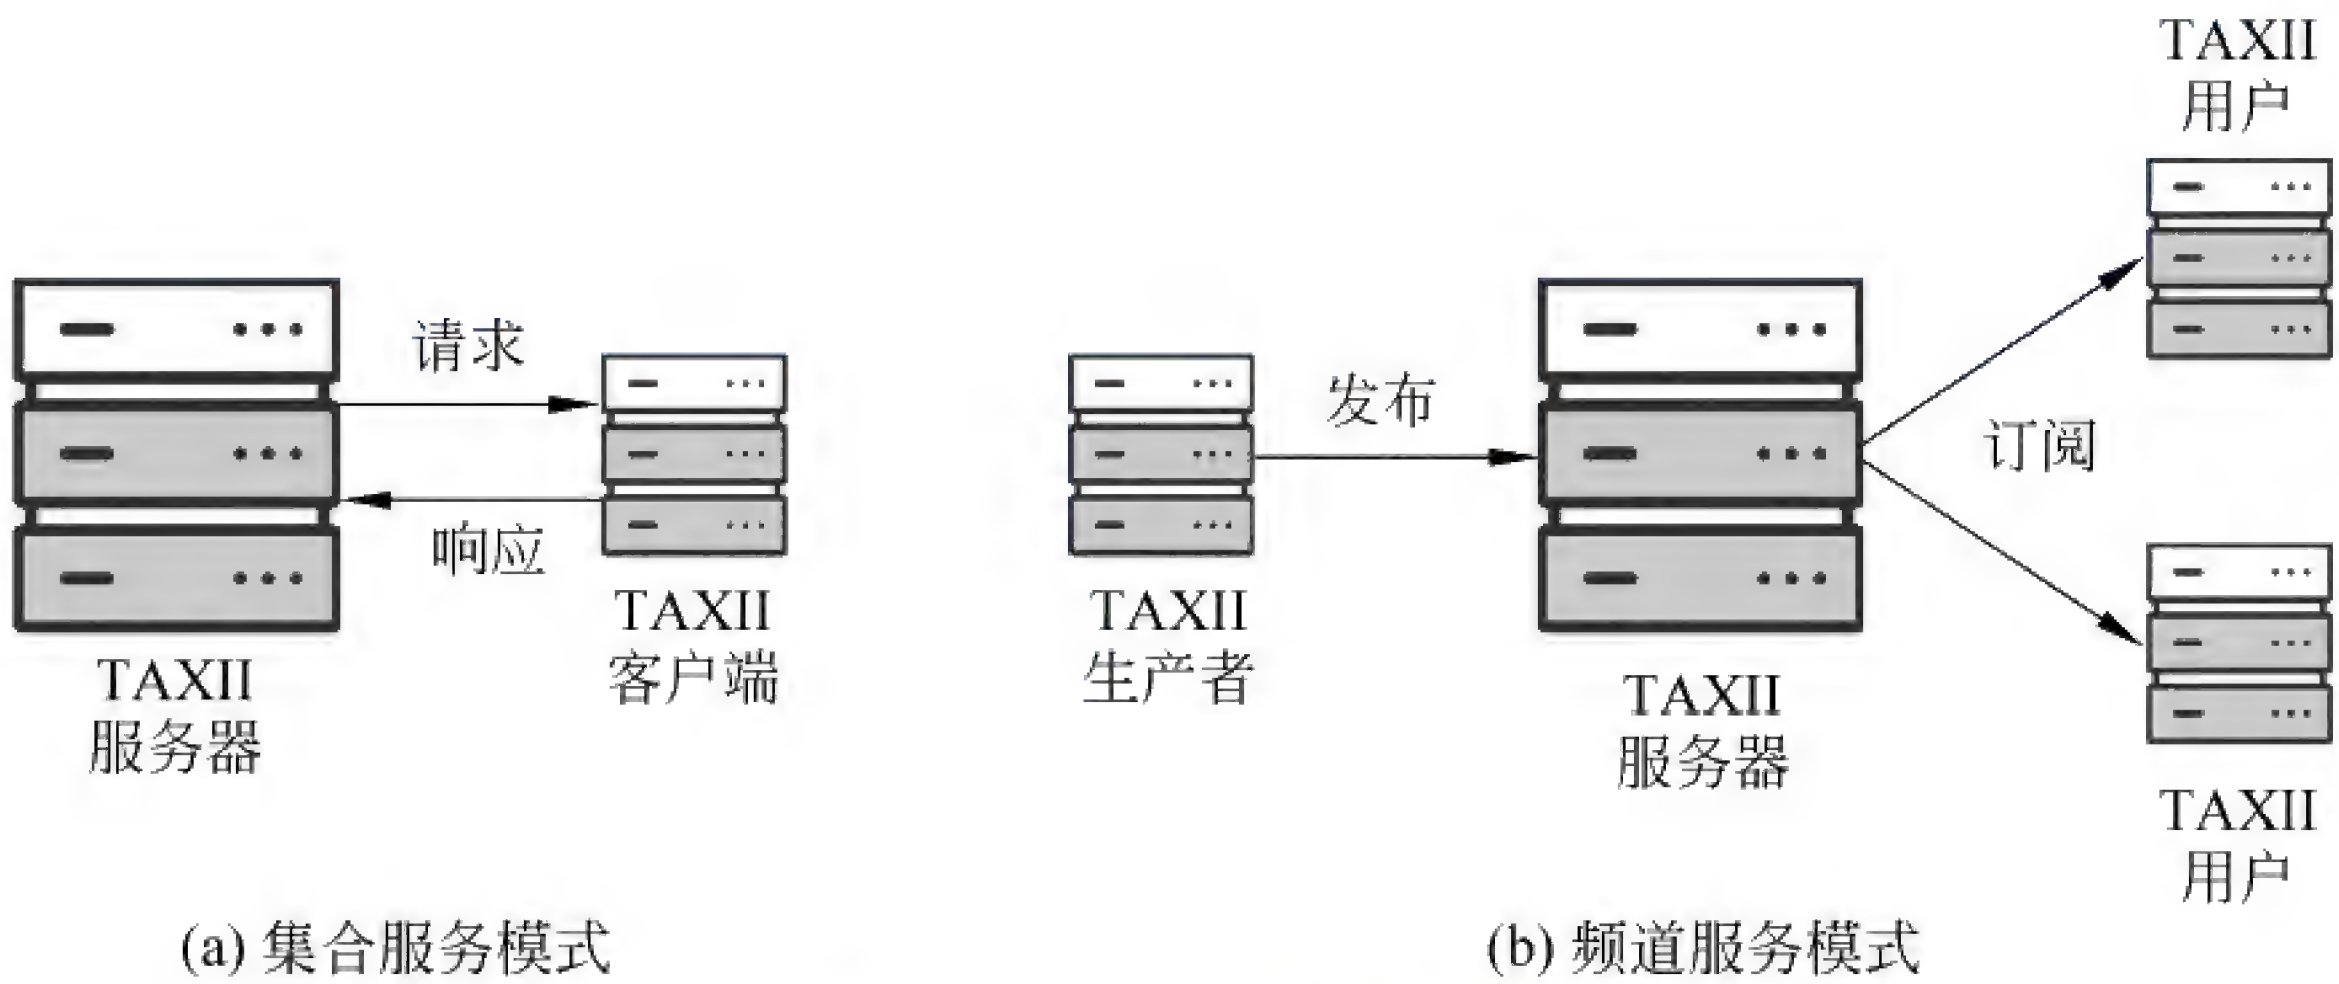 请求
响应
TAXII
服务器
TAXII
客户端
(a) 集合服务模式
TAXII
生产者
发布
TAXII
服务器
订阅
TAXII
用户
TAXII
用户
(b) 频道服务模式